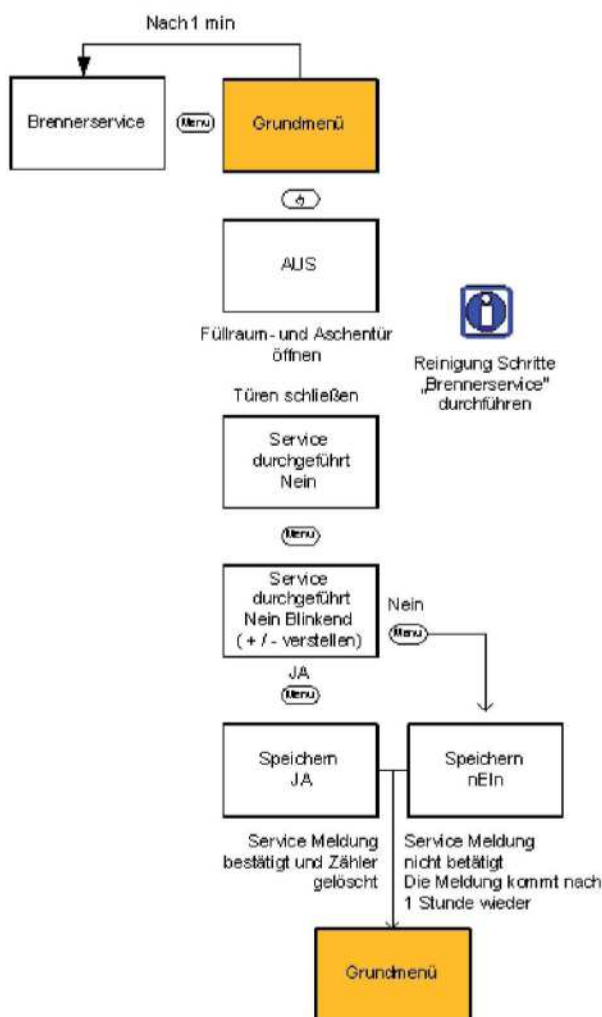 Nach 1 min
Brennerservice
Menu
Grundmenü
AUS
Füllraum- und Aschentür
öffnen
Reinigung Schritte
„Brennerservice"
durchführen
Türen schließen
Service
durchgeführt
Nein
Menu
Service
durchgeführt
Nein Blinkend
( + / - verstellen)
Nein
Menu
JA
Menu
Speichern
JA
Speichern
nEIn
Service Meldung
bestätigt und Zähler
gelöscht
Service Meldung
nicht betätigt
Die Meldung kommt nach
1 Stunde wieder
Grundmenü